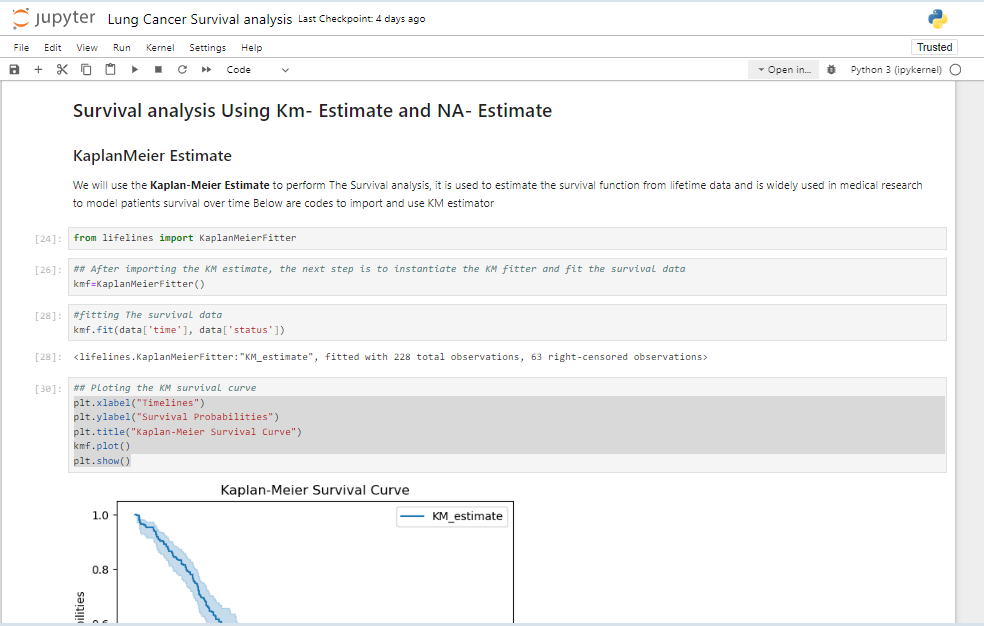 jupyter Lung Cancer Survival analysis Last Checkpoint: 4 days ago
File Edit View Run Kernel Settings Help
Trusted
Code
Open in...
Python 3 (ipykernel)
Survival analysis Using Km- Estimate and NA- Estimate
KaplanMeier Estimate
We will use the Kaplan-Meier Estimate to perform The Survival analysis, it is used to estimate the survival function from lifetime data and is widely used in medical research
to model patients survival over time Below are codes to import and use KM estimator
[24]: from lifelines import KaplanMeierFitter
[26]: ## After importing the KM estimate, the next step is to instantiate the KM fitter and fit the survival data
kmf=KaplanMeierFitter()
[28]: #fitting The survival data
kmf.fit(data['time'], data['status'])
[28]: <lifelines.KaplanMeierFitter:"KM_estimate", fitted with 228 total observations, 63 right-censored observations>
[30]: ## Ploting the KM survival curve
plt.xlabel("Timelines")
plt.ylabel("Survival Probabilities")
plt.title("Kaplan-Meier Survival Curve")
kmf.plot()
plt.show()
Kaplan-Meier Survival Curve
1.0
KM_estimate
0.8